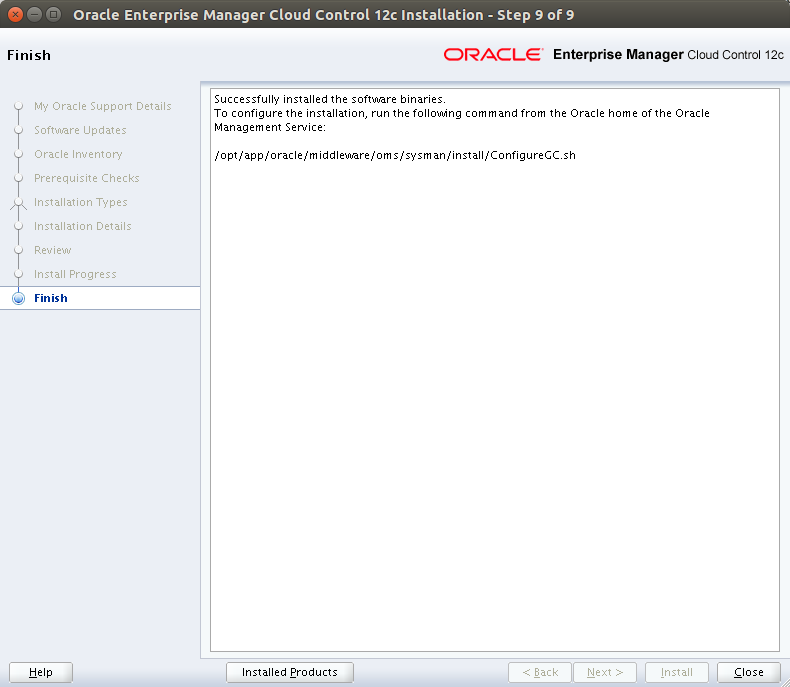 Oracle Enterprise Manager Cloud Control 12c Installation - Step 9 of 9
Finish
ORACLE Enterprise Manager Cloud Control 12c
My Oracle Support Details
Software Updates
Oracle Inventory
Prerequisite Checks
Installation Types
Installation Details
Review
Install Progress
Finish
Successfully installed the software binaries.
To configure the installation, run the following command from the Oracle home of the Oracle
Management Service:
/opt/app/oracle/middleware/oms/sysman/install/ConfigureGC.sh
Help
Installed Products
< Back
Next >
Install
Close